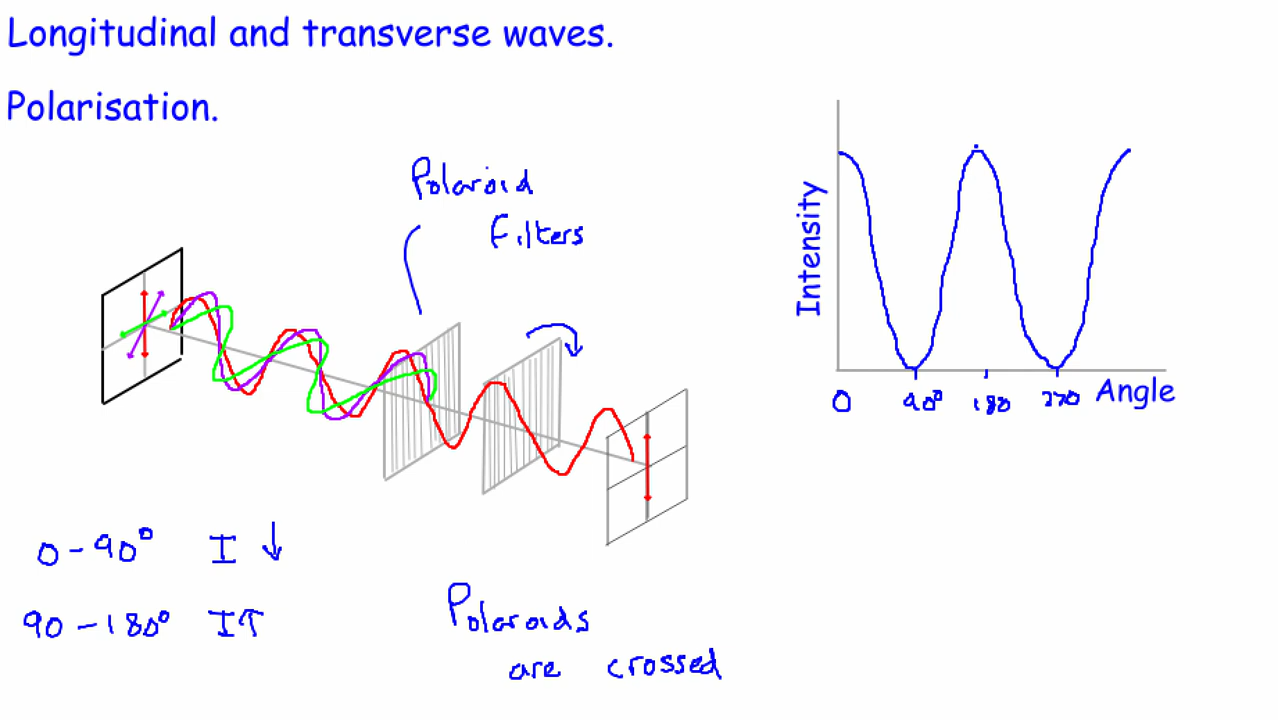 Longitudinal and transverse waves.
Polarisation.
Polaroid
Filters
Intensity
0 90° 180 270 Angle
0-90° I ↓
90-180° I↑
Polaroids
are crossed